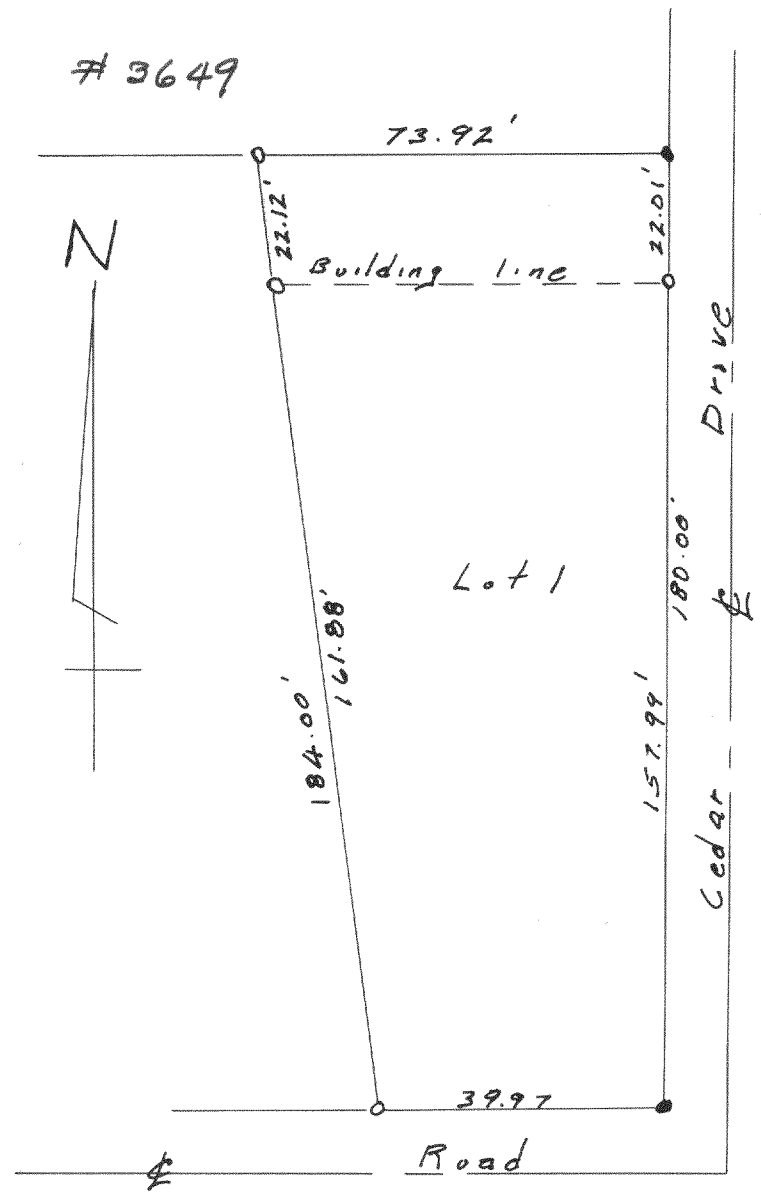 # 3649
73.92'
22.12'
22.01'
N
Building line
Drive
Lot 1
180.00'
℄
161.88'
184.00'
157.99'
Cedar
39.97
Road
℄